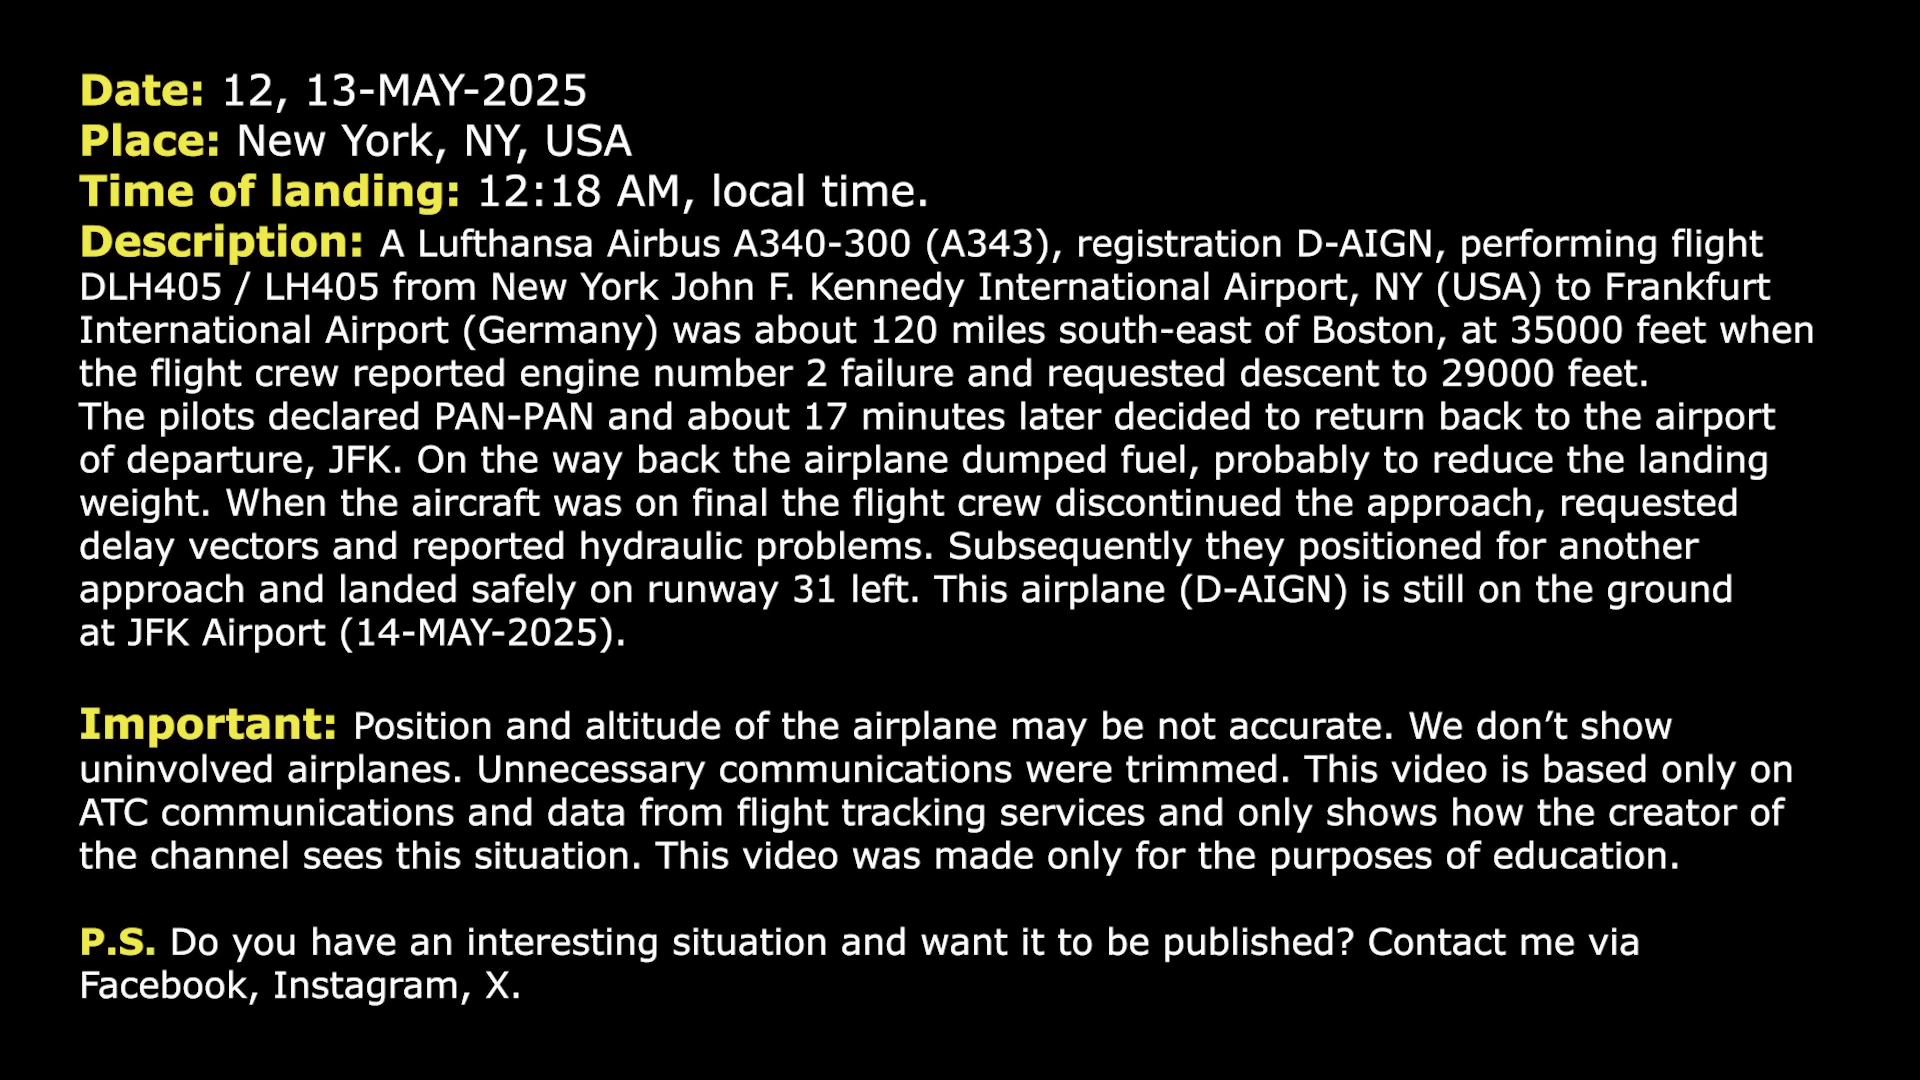 Date: 12, 13-MAY-2025
Place: New York, NY, USA
Time of landing: 12:18 AM, local time.
Description: A Lufthansa Airbus A340-300 (A343), registration D-AIGN, performing flight
DLH405 / LH405 from New York John F. Kennedy International Airport, NY (USA) to Frankfurt
International Airport (Germany) was about 120 miles south-east of Boston, at 35000 feet when
the flight crew reported engine number 2 failure and requested descent to 29000 feet.
The pilots declared PAN-PAN and about 17 minutes later decided to return back to the airport
of departure, JFK. On the way back the airplane dumped fuel, probably to reduce the landing
weight. When the aircraft was on final the flight crew discontinued the approach, requested
delay vectors and reported hydraulic problems. Subsequently they positioned for another
approach and landed safely on runway 31 left. This airplane (D-AIGN) is still on the ground
at JFK Airport (14-MAY-2025).
Important: Position and altitude of the airplane may be not accurate. We don’t show
uninvolved airplanes. Unnecessary communications were trimmed. This video is based only on
ATC communications and data from flight tracking services and only shows how the creator of
the channel sees this situation. This video was made only for the purposes of education.
P.S. Do you have an interesting situation and want it to be published? Contact me via
Facebook, Instagram, X.